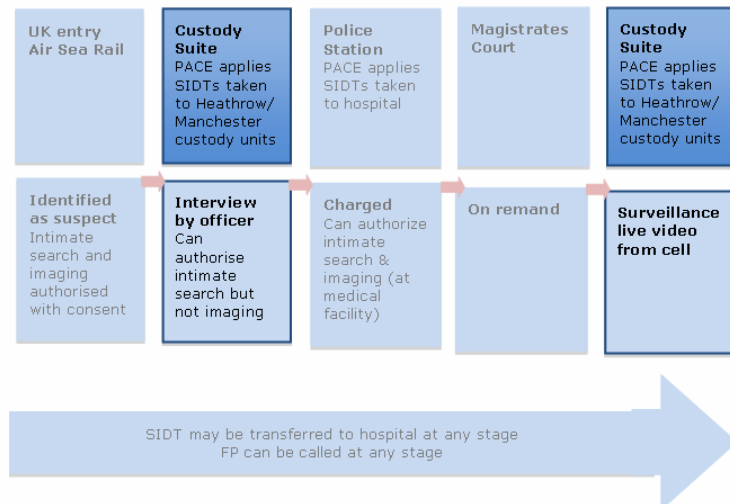 UK entry
Air Sea Rail
Custody
Suite
PACE applies
SIDTs taken
to Heathrow/
Manchester
custody units
Police
Station
PACE applies
SIDTs taken
to hospital
Magistrates
Court
Custody
Suite
PACE applies
SIDTs taken
to Heathrow/
Manchester
custody units
Identified
as suspect
Intimate
search and
imaging
authorised
with consent
Interview
by officer
Can
authorise
intimate
search but
not imaging
Charged
Can authorize
intimate
search &
imaging (at
medical
facility)
On remand
Surveillance
live video
from cell
SIDT may be transferred to hospital at any stage
FP can be called at any stage